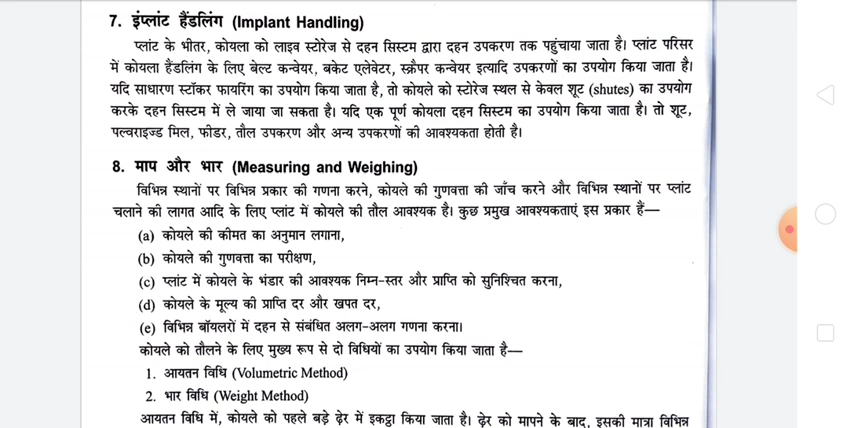 7. इंप्लांट हैंडलिंग (Implant Handling)
प्लांट के भीतर, कोयला को लाइव स्टोरेज से दहन सिस्टम द्वारा दहन उपकरण तक पहुंचाया जाता है। प्लांट परिसर
में कोयला हैंडलिंग के लिए बेल्ट कन्वेयर, बकेट एलेवेटर, स्क्रैपर कन्वेयर इत्यादि उपकरणों का उपयोग किया जाता है।
यदि साधारण स्टॉकर फायरिंग का उपयोग किया जाता है, तो कोयले को स्टोरेज स्थल से केवल शूट (shutes) का उपयोग
करके दहन सिस्टम में ले जाया जा सकता है। यदि एक पूर्ण कोयला दहन सिस्टम का उपयोग किया जाता है। तो शूट,
पल्वराइज्ड मिल, फीडर, तौल उपकरण और अन्य उपकरणों की आवश्यकता होती है।
8. माप और भार (Measuring and Weighing)
विभिन्न स्थानों पर विभिन्न प्रकार की गणना करने, कोयले की गुणवत्ता की जाँच करने और विभिन्न स्थानों पर प्लांट
चलाने की लागत आदि के लिए प्लांट में कोयले की तौल आवश्यक है। कुछ प्रमुख आवश्यकताएं इस प्रकार हैं—
(a) कोयले की कीमत का अनुमान लगाना,
(b) कोयले की गुणवत्ता का परीक्षण,
(c) प्लांट में कोयले के भंडार की आवश्यक निम्न-स्तर और प्राप्ति को सुनिश्चित करना,
(d) कोयले के मूल्य की प्राप्ति दर और खपत दर,
(e) विभिन्न बॉयलरों में दहन से संबंधित अलग-अलग गणना करना।
कोयले को तौलने के लिए मुख्य रूप से दो विधियों का उपयोग किया जाता है—
1. आयतन विधि (Volumetric Method)
2. भार विधि (Weight Method)
आयतन विधि में, कोयले को पहले बड़े ढ़ेर में इकट्ठा किया जाता है। ढ़ेर को मापने के बाद, इसकी मात्रा विभिन्न